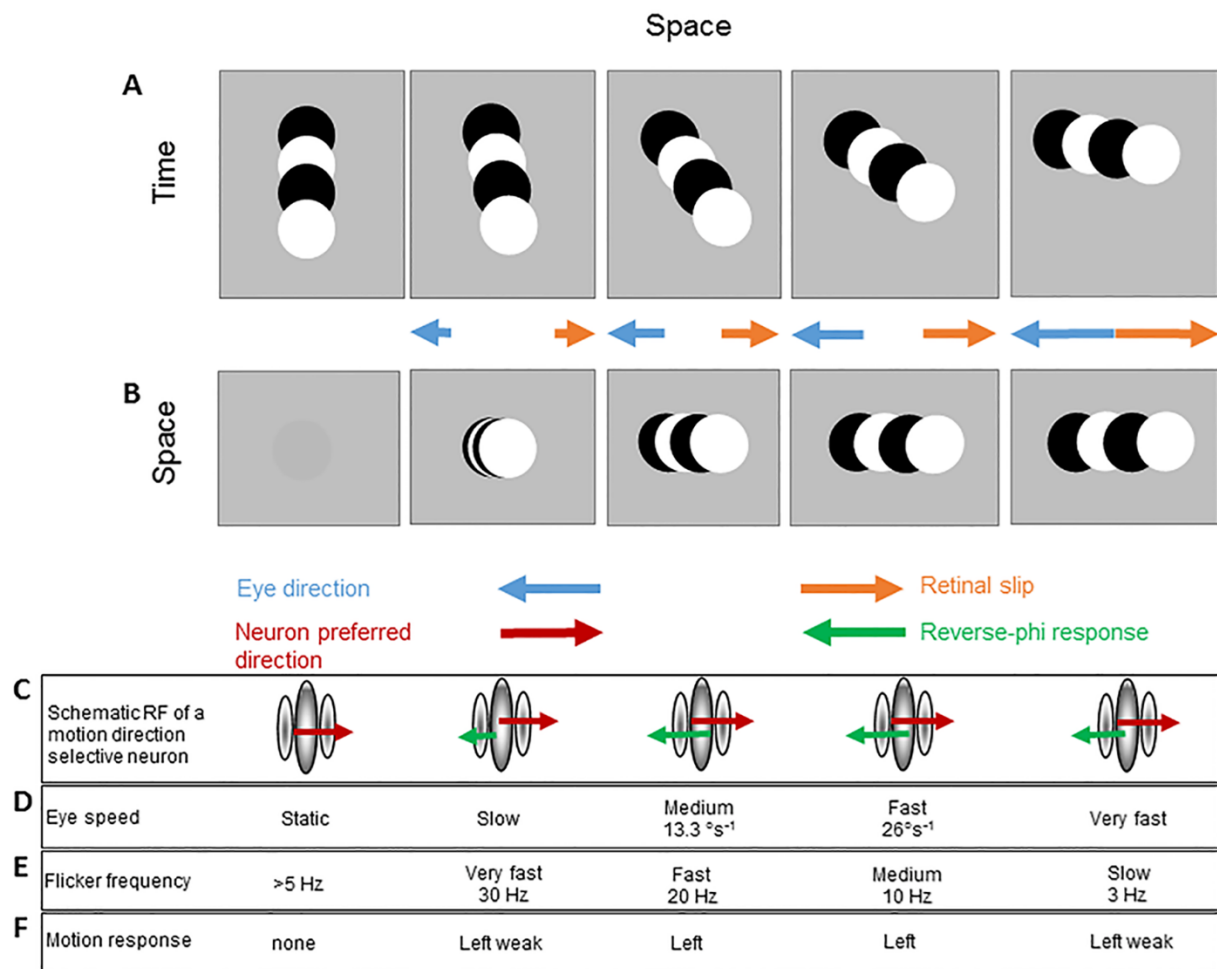 Space
A
Time
B
Space
Eye direction
Retinal slip
Neuron preferred
direction
Reverse-phi response
C
Schematic RF of a
motion direction
selective neuron
D
Eye speed
Static
Slow
Medium
13.3 °s⁻¹
Fast
26°s⁻¹
Very fast
E
Flicker frequency
>5 Hz
Very fast
30 Hz
Fast
20 Hz
Medium
10 Hz
Slow
3 Hz
F
Motion response
none
Left weak
Left
Left
Left weak